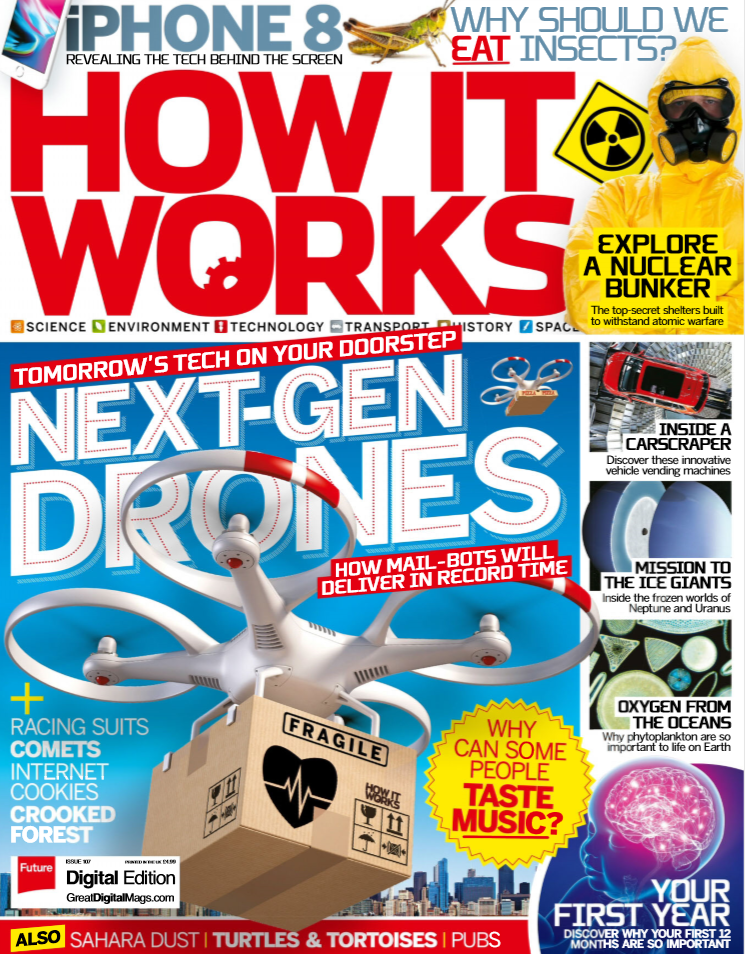 iPHONE 8
REVEALING THE TECH BEHIND THE SCREEN
WHY SHOULD WE
EAT INSECTS?
HOW IT
WORKS
SCIENCE ENVIRONMENT TECHNOLOGY TRANSPORT HISTORY SPACE
EXPLORE
A NUCLEAR
BUNKER
The top-secret shelters built
to withstand atomic warfare
TOMORROW'S TECH ON YOUR DOORSTEP
NEXT-GEN
DRONES
HOW MAIL-BOTS WILL
DELIVER IN RECORD TIME
INSIDE A
CARSCRAPER
Discover these innovative
vehicle vending machines
MISSION TO
THE ICE GIANTS
Inside the frozen worlds of
Neptune and Uranus
OXYGEN FROM
THE OCEANS
Why phytoplankton are so
important to life on Earth
+
RACING SUITS
COMETS
INTERNET
COOKIES
CROOKED
FOREST
FRAGILE
HOW IT
WORKS
WHY
CAN SOME
PEOPLE
TASTE
MUSIC?
YOUR
FIRST YEAR
DISCOVER WHY YOUR FIRST 12
MONTHS ARE SO IMPORTANT
Future
ISSUE 107
PRINTED IN THE UK £4.99
Digital Edition
GreatDigitalMags.com
ALSO SAHARA DUST | TURTLES & TORTOISES | PUBS